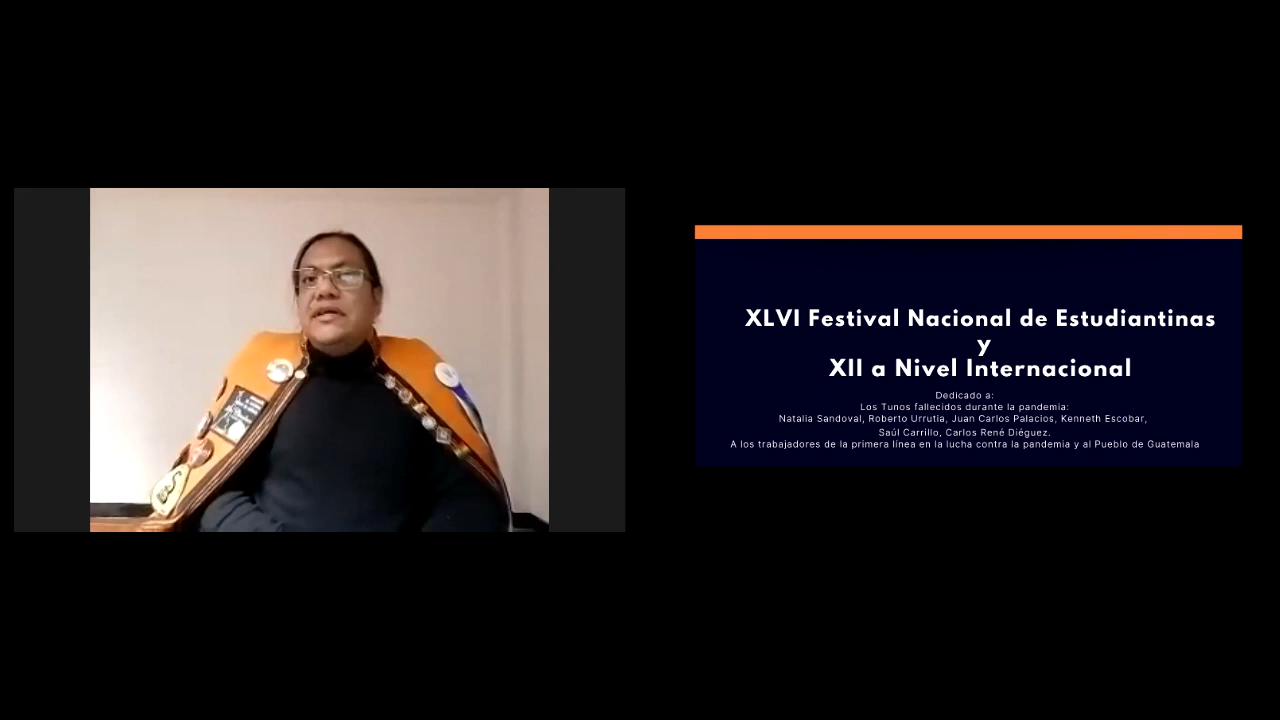 XLVI Festival Nacional de Estudiantinas
y
XII a Nivel Internacional
Dedicado a:
Los Tunos fallecidos durante la pandemia:
Natalia Sandoval, Roberto Urrutia, Juan Carlos Palacios, Kenneth Escobar,
Saúl Carrillo, Carlos René Diéguez.
A los trabajadores de la primera línea en la lucha contra la pandemia y al Pueblo de Guatemala